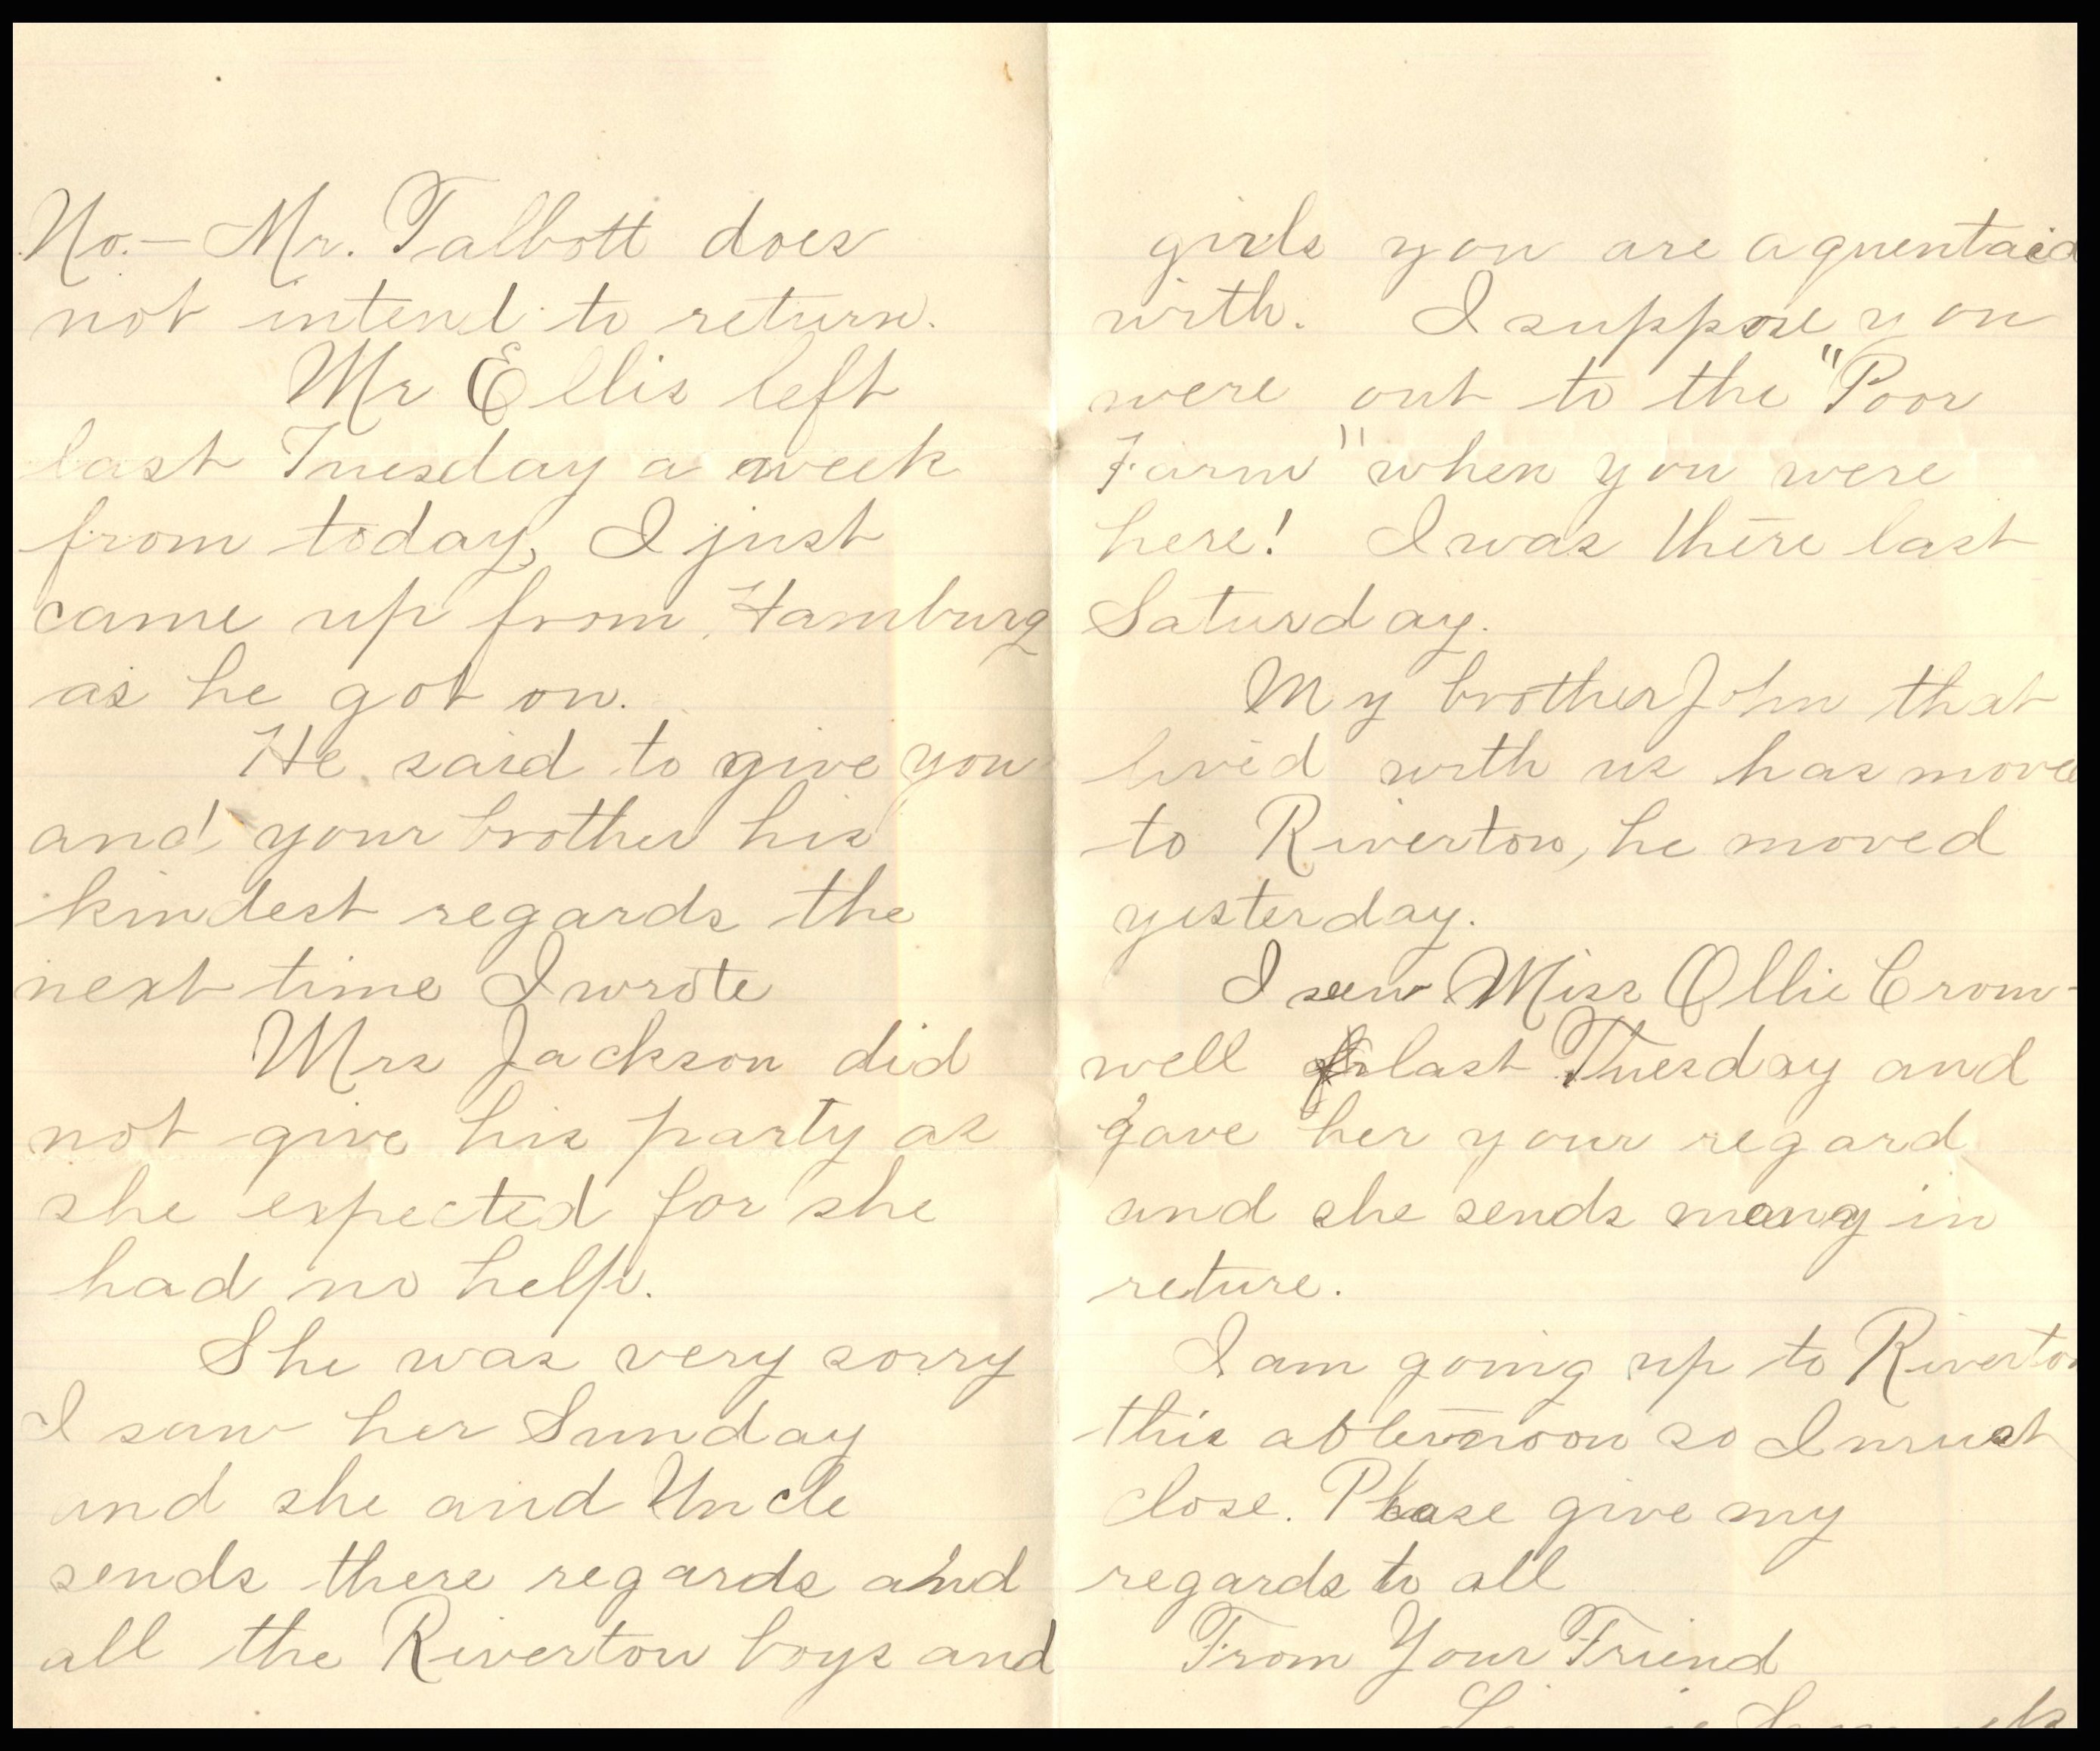 No.— Mr. Talbott does
not intend to return.
Mr Ellis left
last Tuesday a week
from today, I just
came up from Hamburg
as he got on.
He said to give you
and your brother his
kindest regards the
next time I wrote
Mrs Jackson did
not give his party as
she expected for she
had no help.
She was very sorry
I saw her Sunday
and she and Uncle
sends there regards and
all the Riverton boys and
girls you are aquentaid
with. I suppose you
were out to the "Poor
Farm" when you were
here! I was there last
Saturday.
My brother John that
lived with us has moved
to Riverton, he moved
yesterday.
I seen Miss Ollie Crom-
well last Tuesday and
gave her your regard
and she sends many in
reture.
I am going up to Riverton
this afternoon so I must
close. Please give my
regards to all
From Your Friend